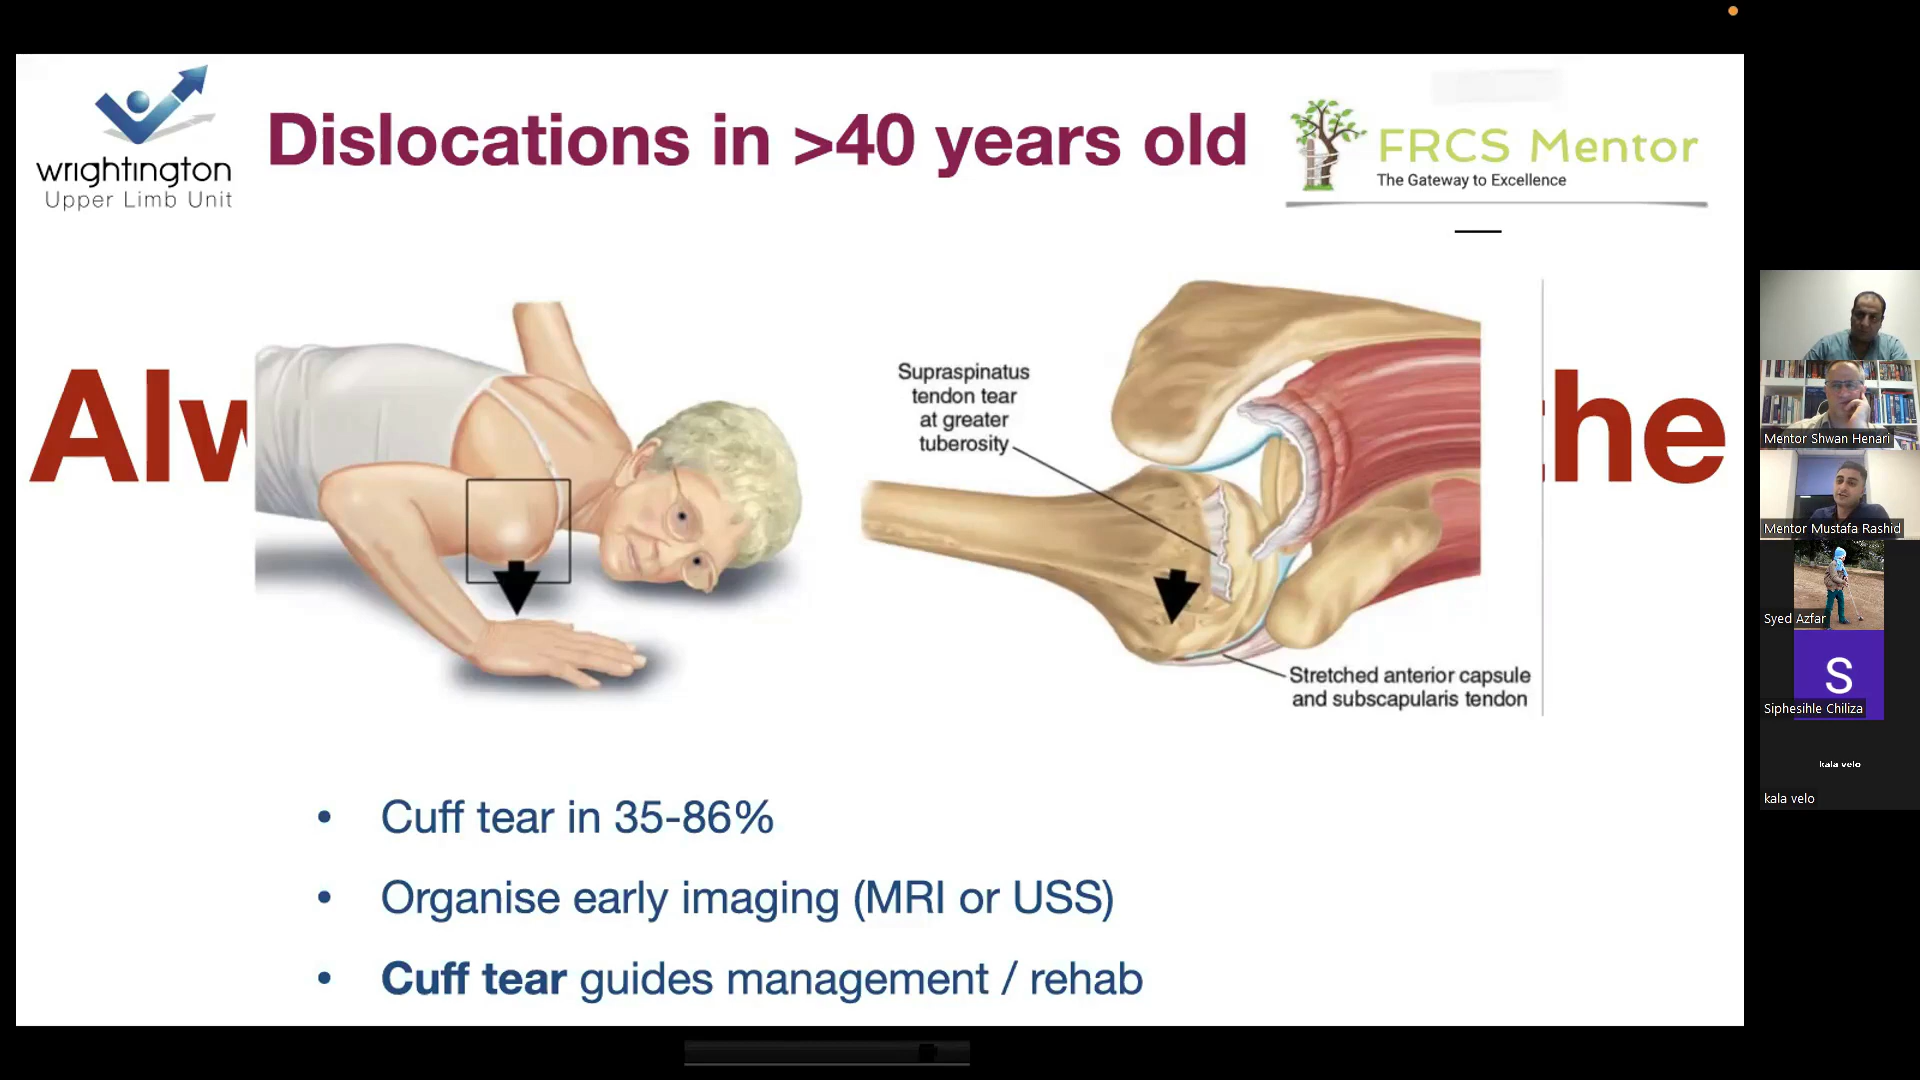 wrightington
Upper Limb Unit
Dislocations in >40 years old
FRCS Mentor
The Gateway to Excellence
Supraspinatus
tendon tear
at greater
tuberosity
Stretched anterior capsule
and subscapularis tendon
• Cuff tear in 35-86%
• Organise early imaging (MRI or USS)
• Cuff tear guides management / rehab
Mentor Shwan Henari
Mentor Mustafa Rashid
Syed Azfar
S
Siphesihle Chiliza
kala velo
kala velo